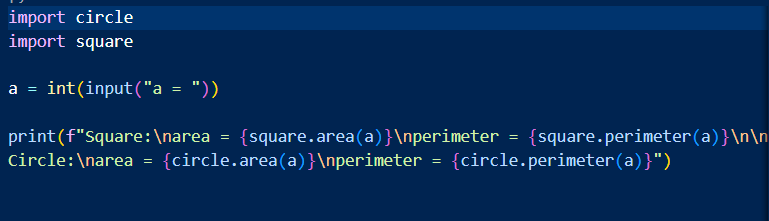 import circle
import square
a = int(input("a = "))
print(f"Square:\narea = {square.area(a)}\nperimeter = {square.perimeter(a)}\n\n
Circle:\narea = {circle.area(a)}\nperimeter = {circle.perimeter(a)}")